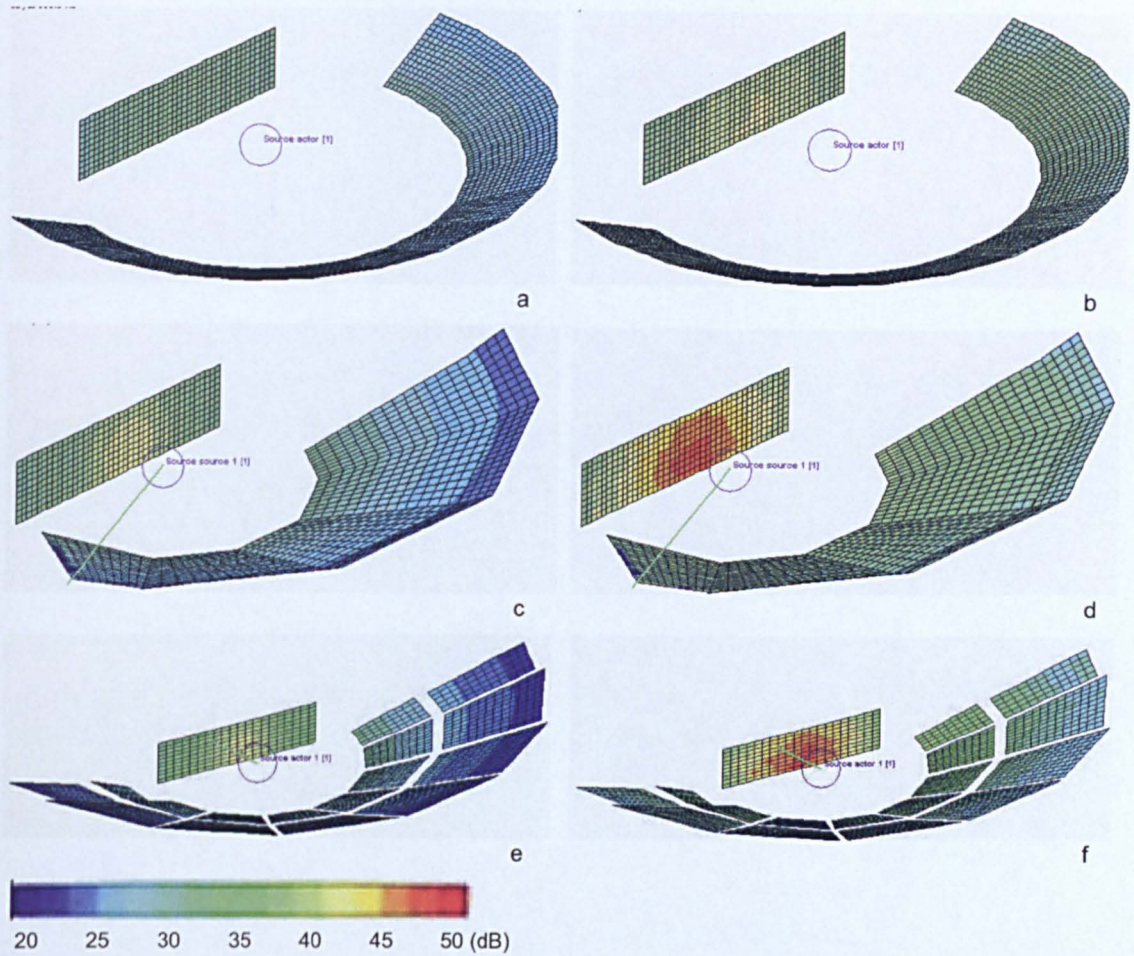 Source actor [1]
Source actor [1]
a
b
Source source 1 [1]
Source source 1 [1]
c
d
Source actor 1 [1]
Source actor 1 [1]
e
f
20 25 30 35 40 45 50 (dB)